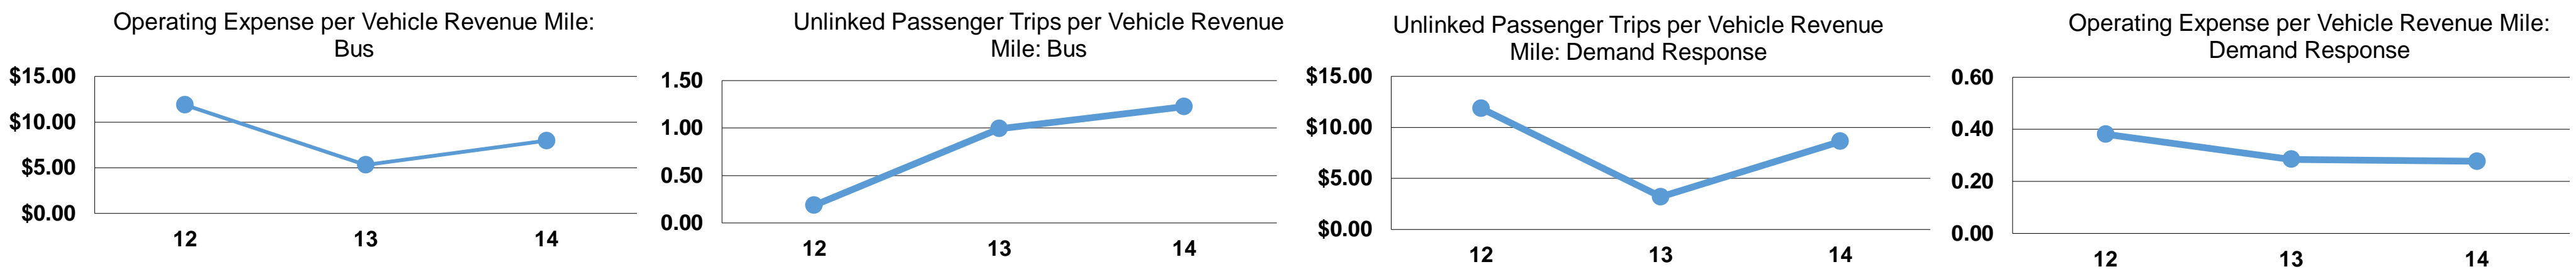 Operating Expense per Vehicle Revenue Mile:
Bus
$15.00
$10.00
$5.00
$0.00
12 13 14
Unlinked Passenger Trips per Vehicle Revenue
Mile: Bus
1.50
1.00
0.50
0.00
12 13 14
Unlinked Passenger Trips per Vehicle Revenue
Mile: Demand Response
$15.00
$10.00
$5.00
$0.00
12 13 14
Operating Expense per Vehicle Revenue Mile:
Demand Response
0.60
0.40
0.20
0.00
12 13 14